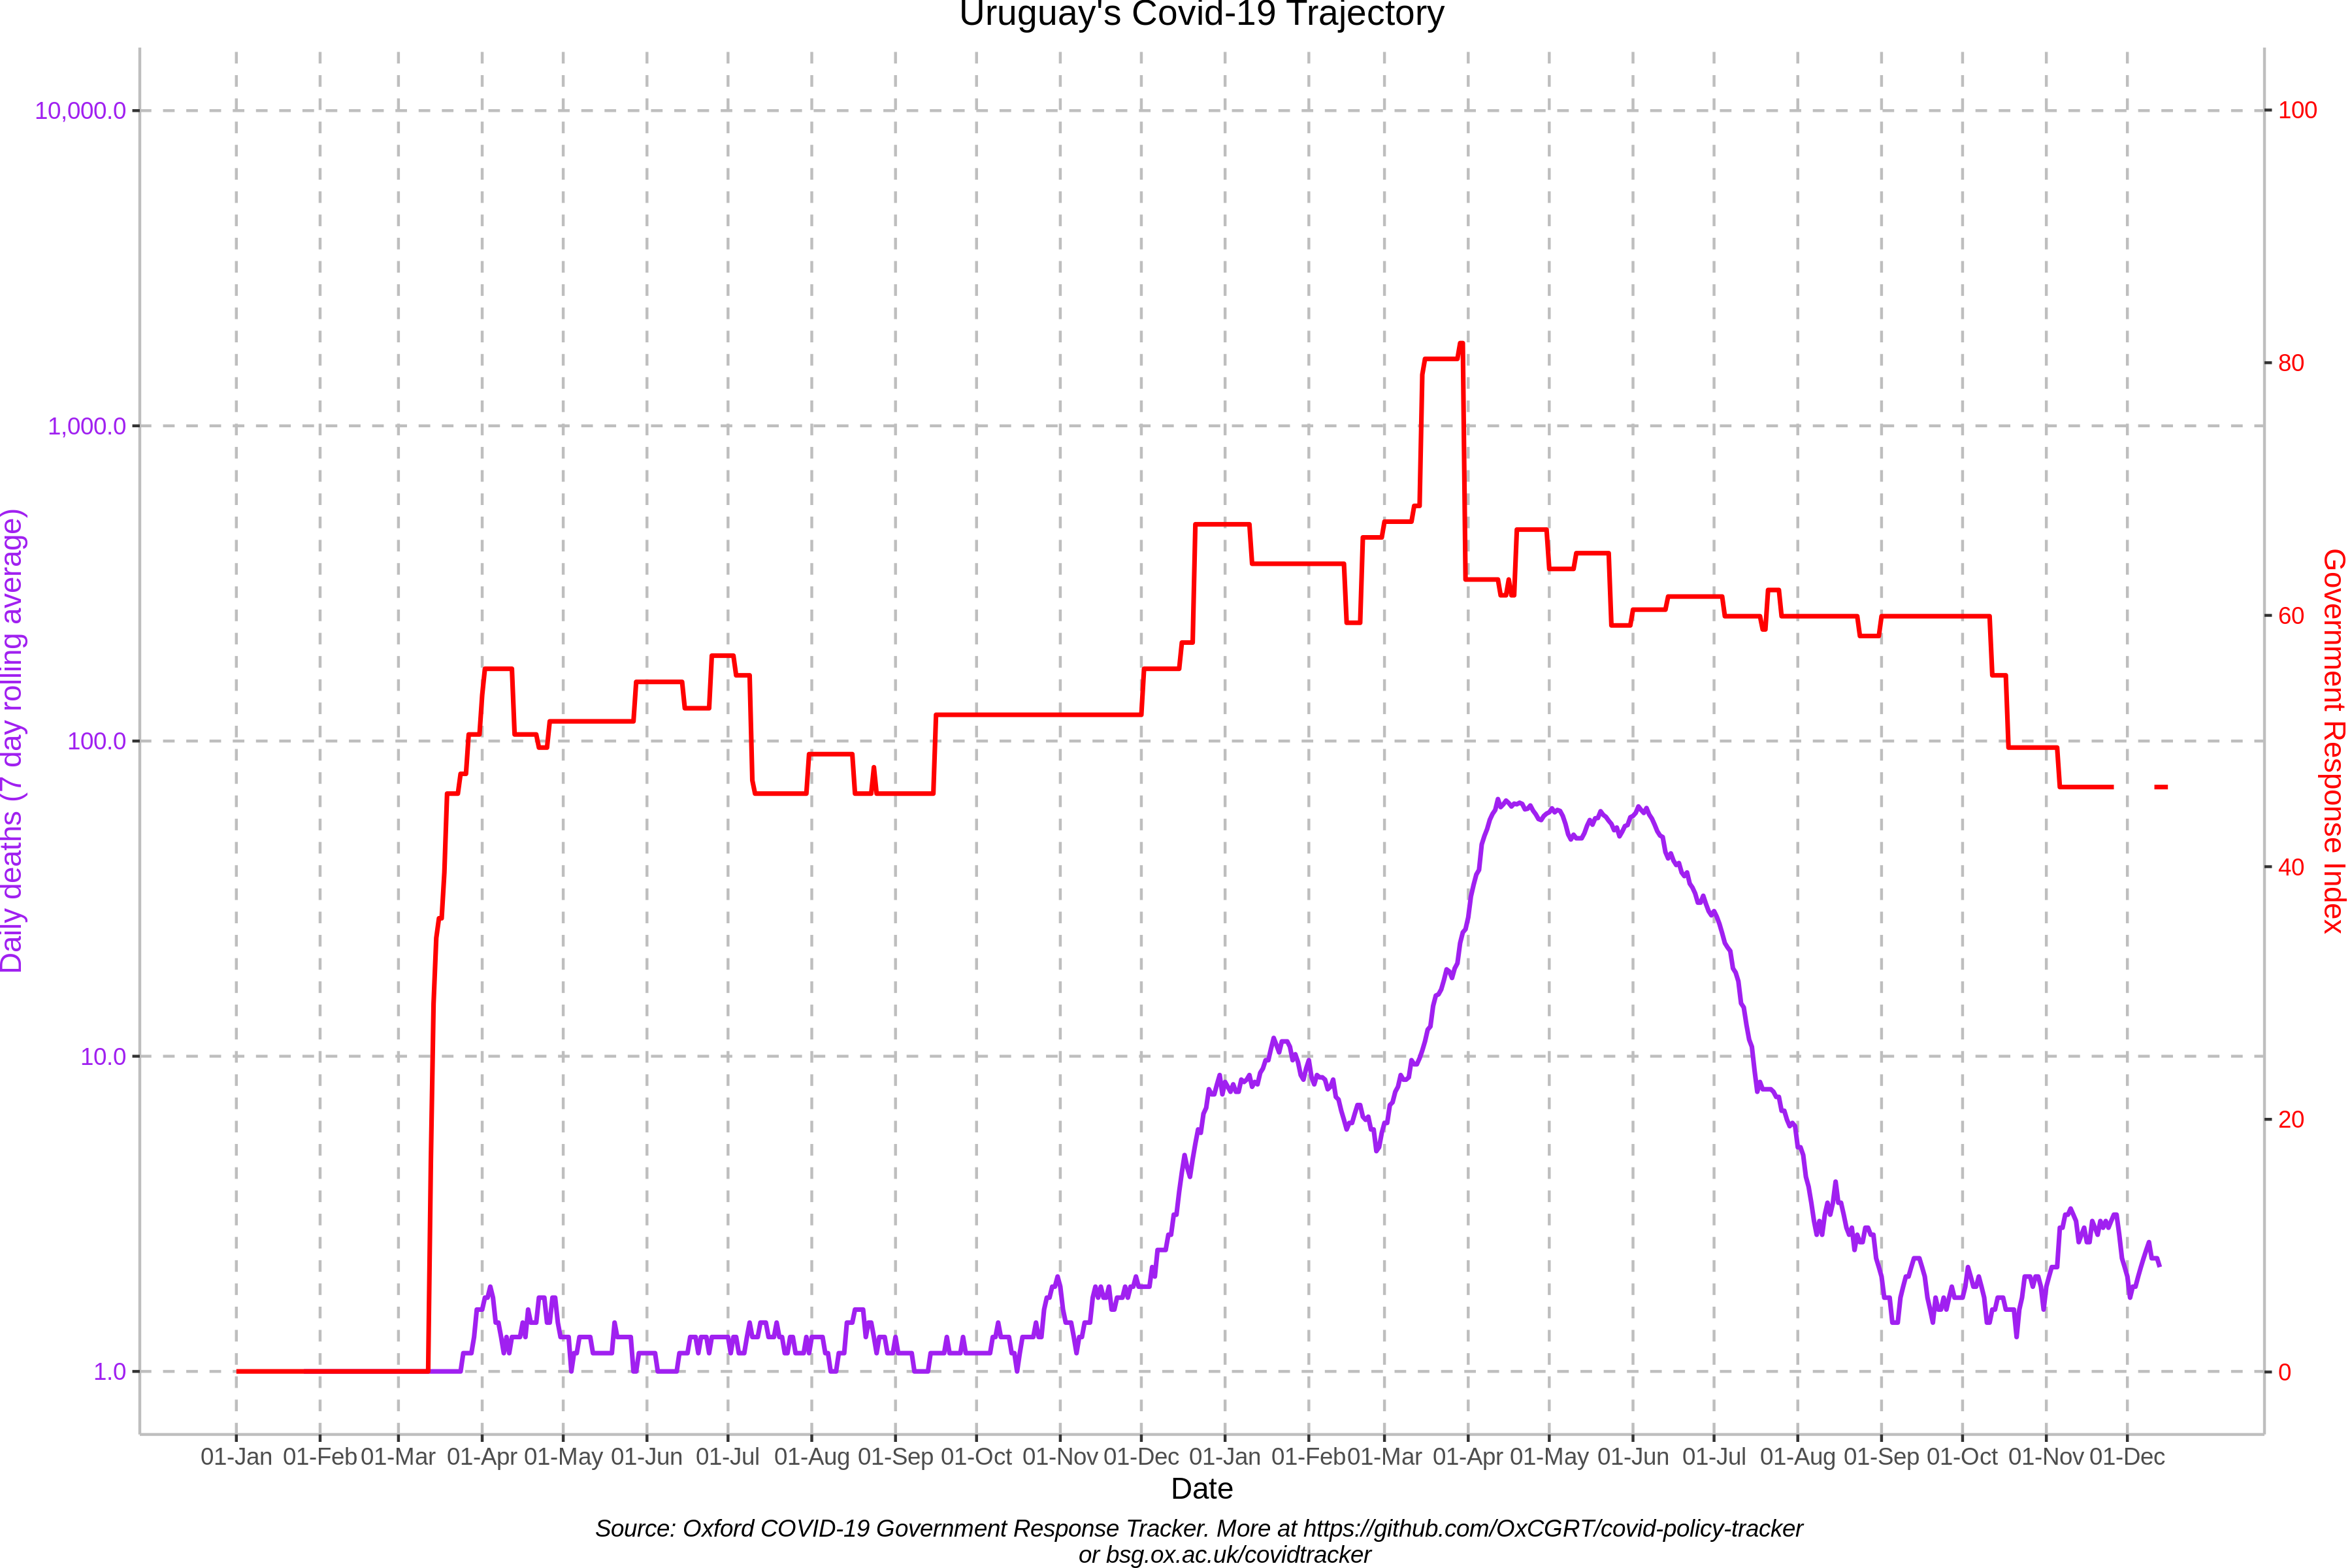 Uruguay's Covid-19 Trajectory
10,000.0
1,000.0
100.0
10.0
1.0
Daily deaths (7 day rolling average)
100
80
60
40
20
0
Government Response Index
01-Jan 01-Feb 01-Mar 01-Apr 01-May 01-Jun 01-Jul 01-Aug 01-Sep 01-Oct 01-Nov 01-Dec 01-Jan 01-Feb 01-Mar 01-Apr 01-May 01-Jun 01-Jul 01-Aug 01-Sep 01-Oct 01-Nov 01-Dec
Date
Source: Oxford COVID-19 Government Response Tracker. More at https://github.com/OxCGRT/covid-policy-tracker
or bsg.ox.ac.uk/covidtracker